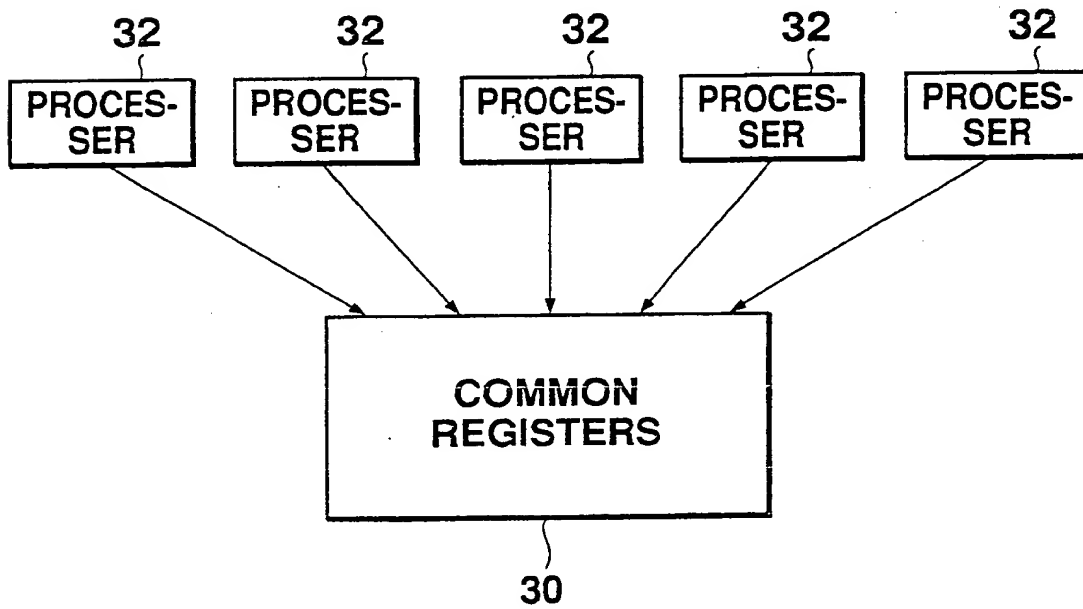 32 32 32 32 32
PROCES- PROCES- PROCES- PROCES- PROCES-
SER SER SER SER SER
COMMON
REGISTERS
30